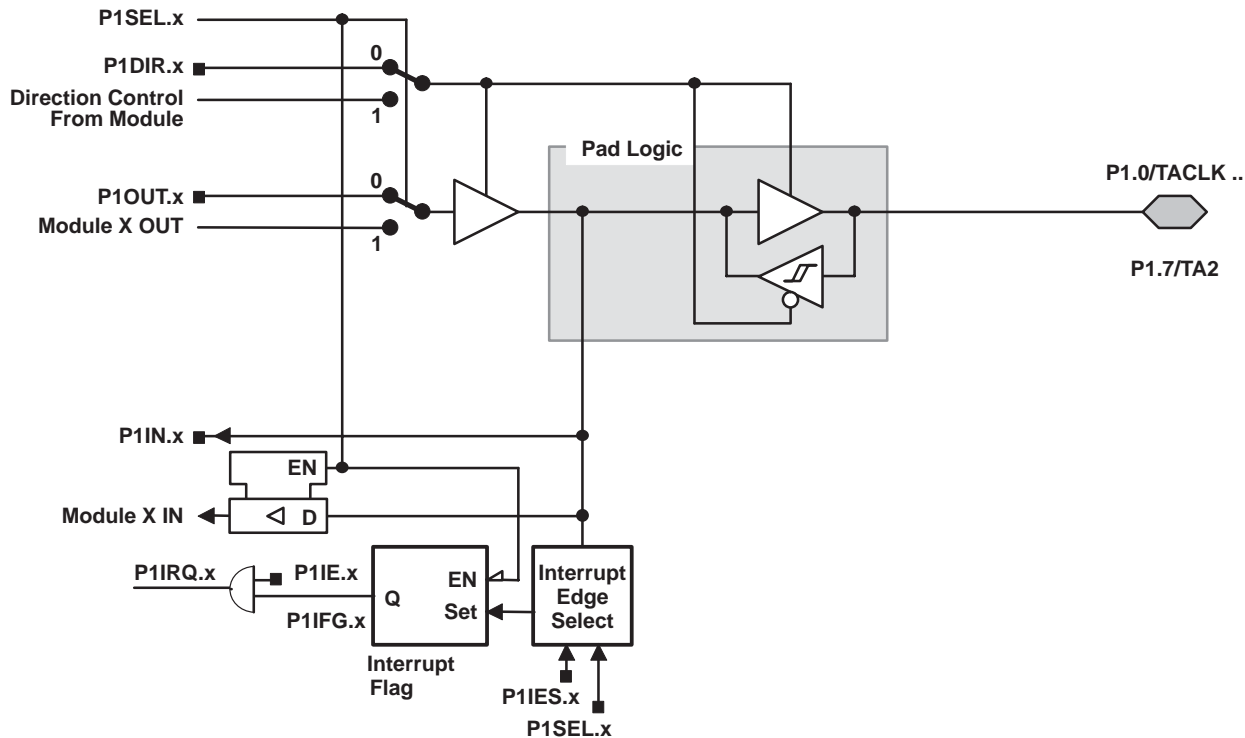 P1SEL.x
0
P1DIR.x
Direction Control
From Module
1
Pad Logic
P1.0/TACLK ..
0
P1OUT.x
Module X OUT
1
P1.7/TA2
P1IN.x
EN
Module X IN
D
P1IRQ.x
P1IE.x
P1IFG.x
Q
EN
Set
Interrupt
Edge
Select
Interrupt
Flag
P1IES.x
P1SEL.x